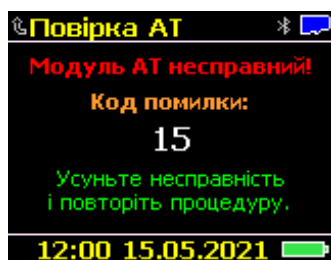 Повірка АТ
Модуль АТ несправний!
Код помилки:
15
Усуньте несправність
і повторіть процедуру.
12:00 15.05.2021